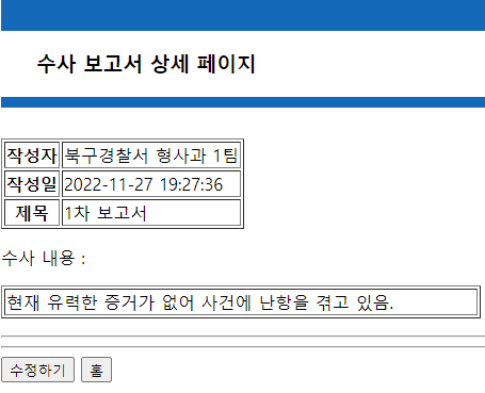 수사 보고서 상세 페이지
작성자 북구경찰서 형사과 1팀
작성일 2022-11-27 19:27:36
제목 1차 보고서
수사 내용 :
현재 유력한 증거가 없어 사건에 난항을 겪고 있음.
수정하기 홈